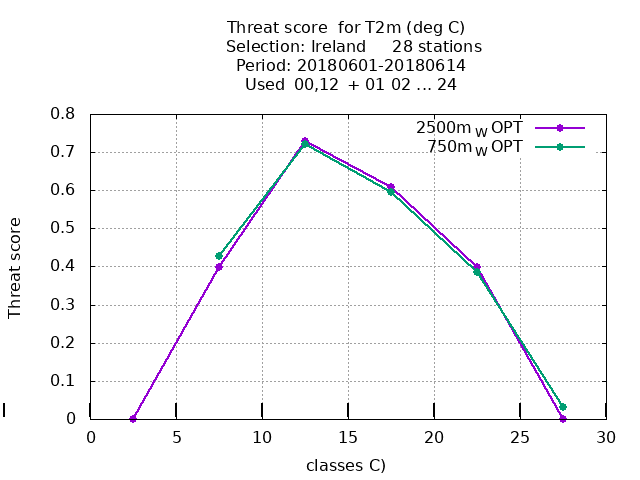 Threat score for T2m (deg C)
Selection: Ireland 28 stations
Period: 20180601-20180614
Used 00,12 + 01 02 ... 24
2500m W OPT
750m W OPT
0.8
0.7
0.6
0.5
0.4
0.3
0.2
0.1
0
Threat score
0 5 10 15 20 25 30
classes C)